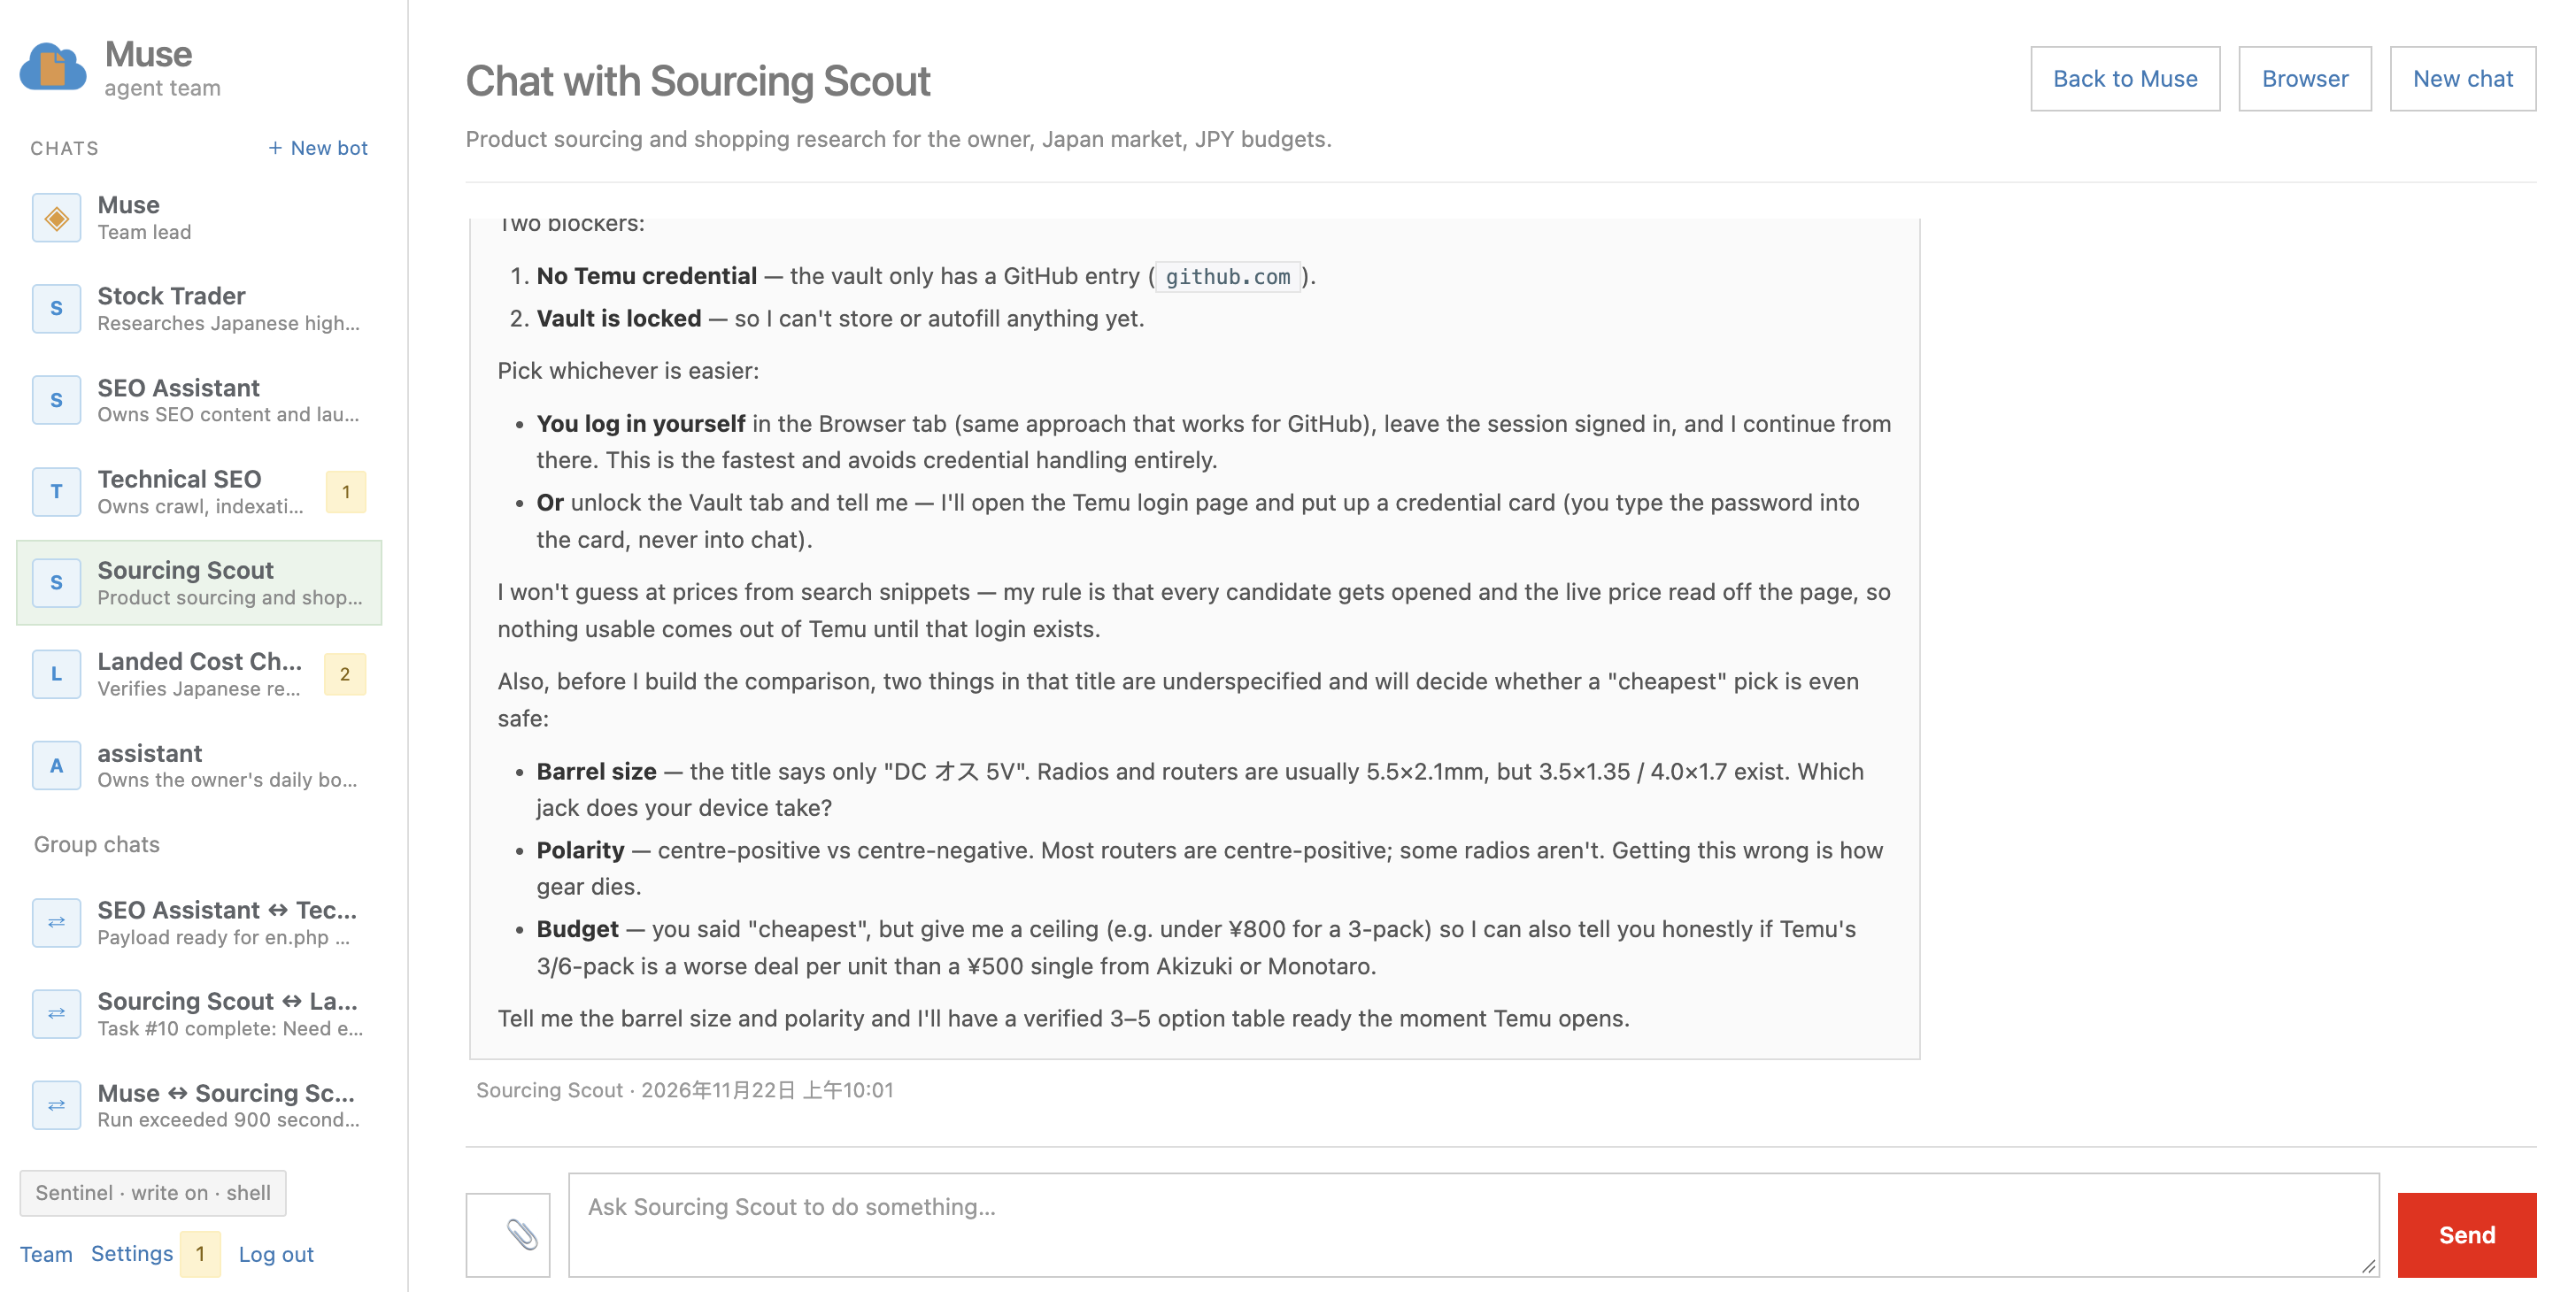 Muse
agent team
CHATS
+ New bot
Muse
Team lead
S
Stock Trader
Researches Japanese high...
S
SEO Assistant
Owns SEO content and lau...
T
Technical SEO
Owns crawl, indexati...
1
S
Sourcing Scout
Product sourcing and shop...
L
Landed Cost Ch...
Verifies Japanese re...
2
A
assistant
Owns the owner's daily bo...
Group chats
SEO Assistant ↔ Tec...
Payload ready for en.php ...
Sourcing Scout ↔ La...
Task #10 complete: Need e...
Muse ↔ Sourcing Sc...
Run exceeded 900 second...
Sentinel · write on · shell
Team Settings 1 Log out
Chat with Sourcing Scout
Back to Muse
Browser
New chat
Product sourcing and shopping research for the owner, Japan market, JPY budgets.
Two blockers:
1. No Temu credential — the vault only has a GitHub entry ( github.com ).
2. Vault is locked — so I can't store or autofill anything yet.
Pick whichever is easier:
• You log in yourself in the Browser tab (same approach that works for GitHub), leave the session signed in, and I continue from
there. This is the fastest and avoids credential handling entirely.
• Or unlock the Vault tab and tell me — I'll open the Temu login page and put up a credential card (you type the password into
the card, never into chat).
I won't guess at prices from search snippets — my rule is that every candidate gets opened and the live price read off the page, so
nothing usable comes out of Temu until that login exists.
Also, before I build the comparison, two things in that title are underspecified and will decide whether a "cheapest" pick is even
safe:
• Barrel size — the title says only "DC オス 5V". Radios and routers are usually 5.5×2.1mm, but 3.5×1.35 / 4.0×1.7 exist. Which
jack does your device take?
• Polarity — centre-positive vs centre-negative. Most routers are centre-positive; some radios aren't. Getting this wrong is how
gear dies.
• Budget — you said "cheapest", but give me a ceiling (e.g. under ¥800 for a 3-pack) so I can also tell you honestly if Temu's
3/6-pack is a worse deal per unit than a ¥500 single from Akizuki or Monotaro.
Tell me the barrel size and polarity and I'll have a verified 3–5 option table ready the moment Temu opens.
Sourcing Scout · 2026年11月22日 上午10:01
Ask Sourcing Scout to do something...
Send